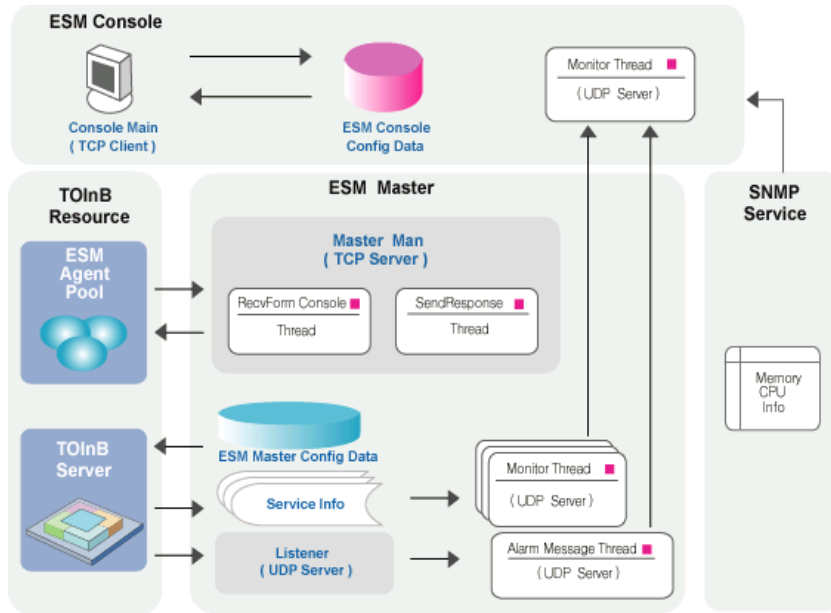 ESM Console
Console Main
( TCP Client )
ESM Console
Config Data
Monitor Thread
( UDP Server )
TOInB
Resource
ESM
Agent
Pool
TOInB
Server
ESM Master
Master Man
( TCP Server )
RecvForm Console
Thread
SendResponse
Thread
ESM Master Config Data
Service Info
Listener
( UDP Server )
Monitor Thread
( UDP Server )
Alarm Message Thread
( UDP Server )
SNMP
Service
Memory
CPU
Info